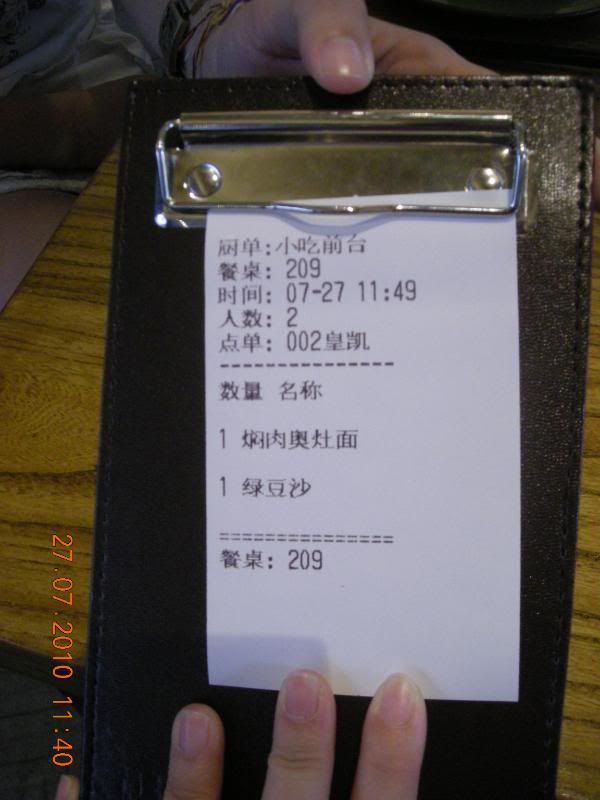 厨单:小吃前台
餐桌: 209
时间: 07-27 11:49
人数: 2
点单: 002皇凯
---------------
数量 名称
1 焖肉奥灶面
1 绿豆沙
===============
餐桌: 209
27.07.2010 11:40